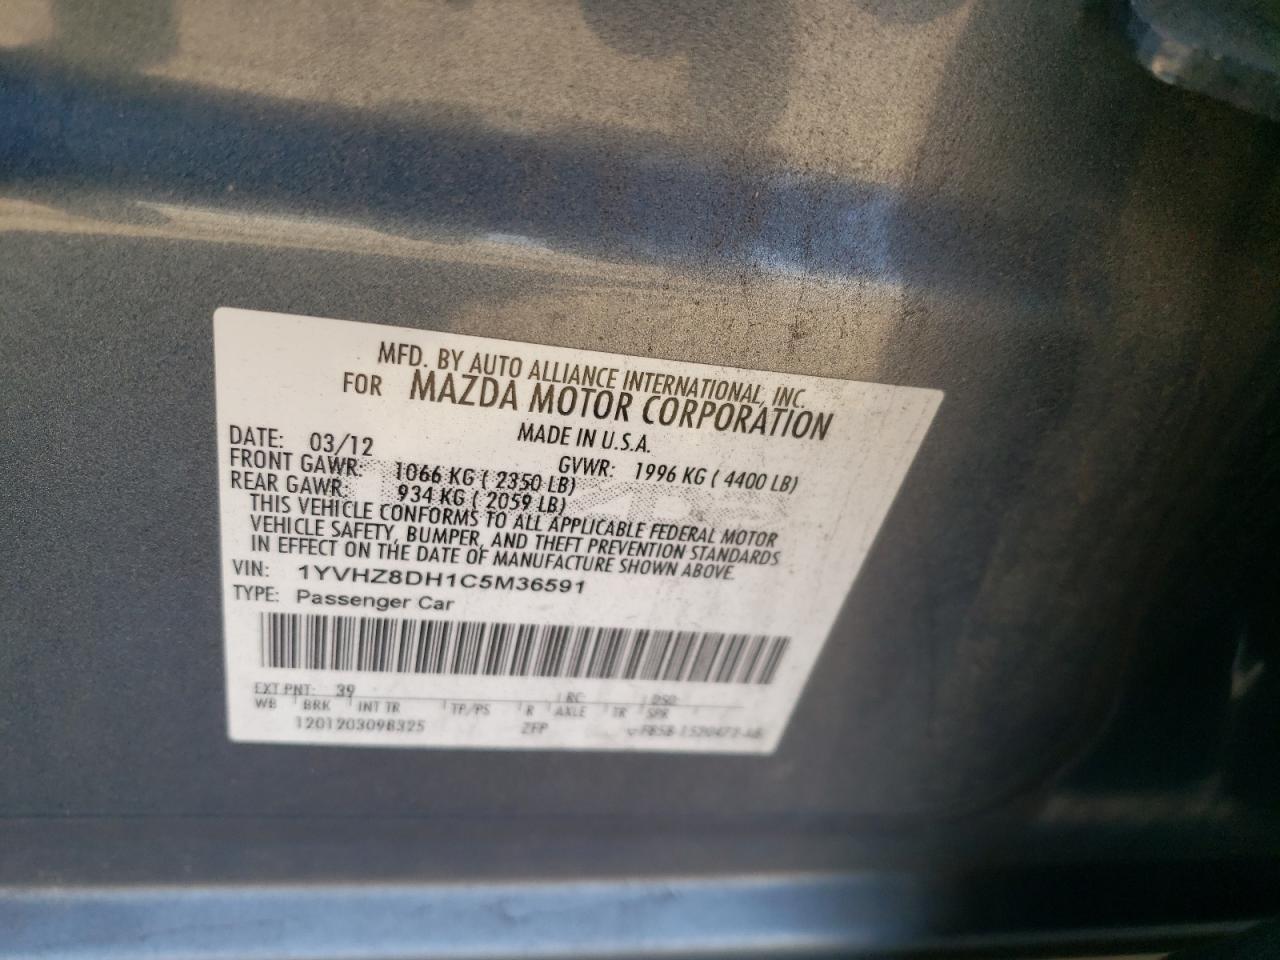 MFD. BY AUTO ALLIANCE INTERNATIONAL, INC.
FOR MAZDA MOTOR CORPORATION
MADE IN U.S.A.
DATE: 03/12 GVWR: 1996 KG ( 4400 LB)
FRONT GAWR: 1066 KG ( 2350 LB)
REAR GAWR: 934 KG ( 2059 LB)
THIS VEHICLE CONFORMS TO ALL APPLICABLE FEDERAL MOTOR
VEHICLE SAFETY, BUMPER, AND THEFT PREVENTION STANDARDS
IN EFFECT ON THE DATE OF MANUFACTURE SHOWN ABOVE.
VIN: 1YVHZ8DH1C5M36591
TYPE: Passenger Car
EXT PNT: 39 RC: DSO:
WB BRK INT TR TP/PS R AXLE TR SPR
120120309B325 ZFP